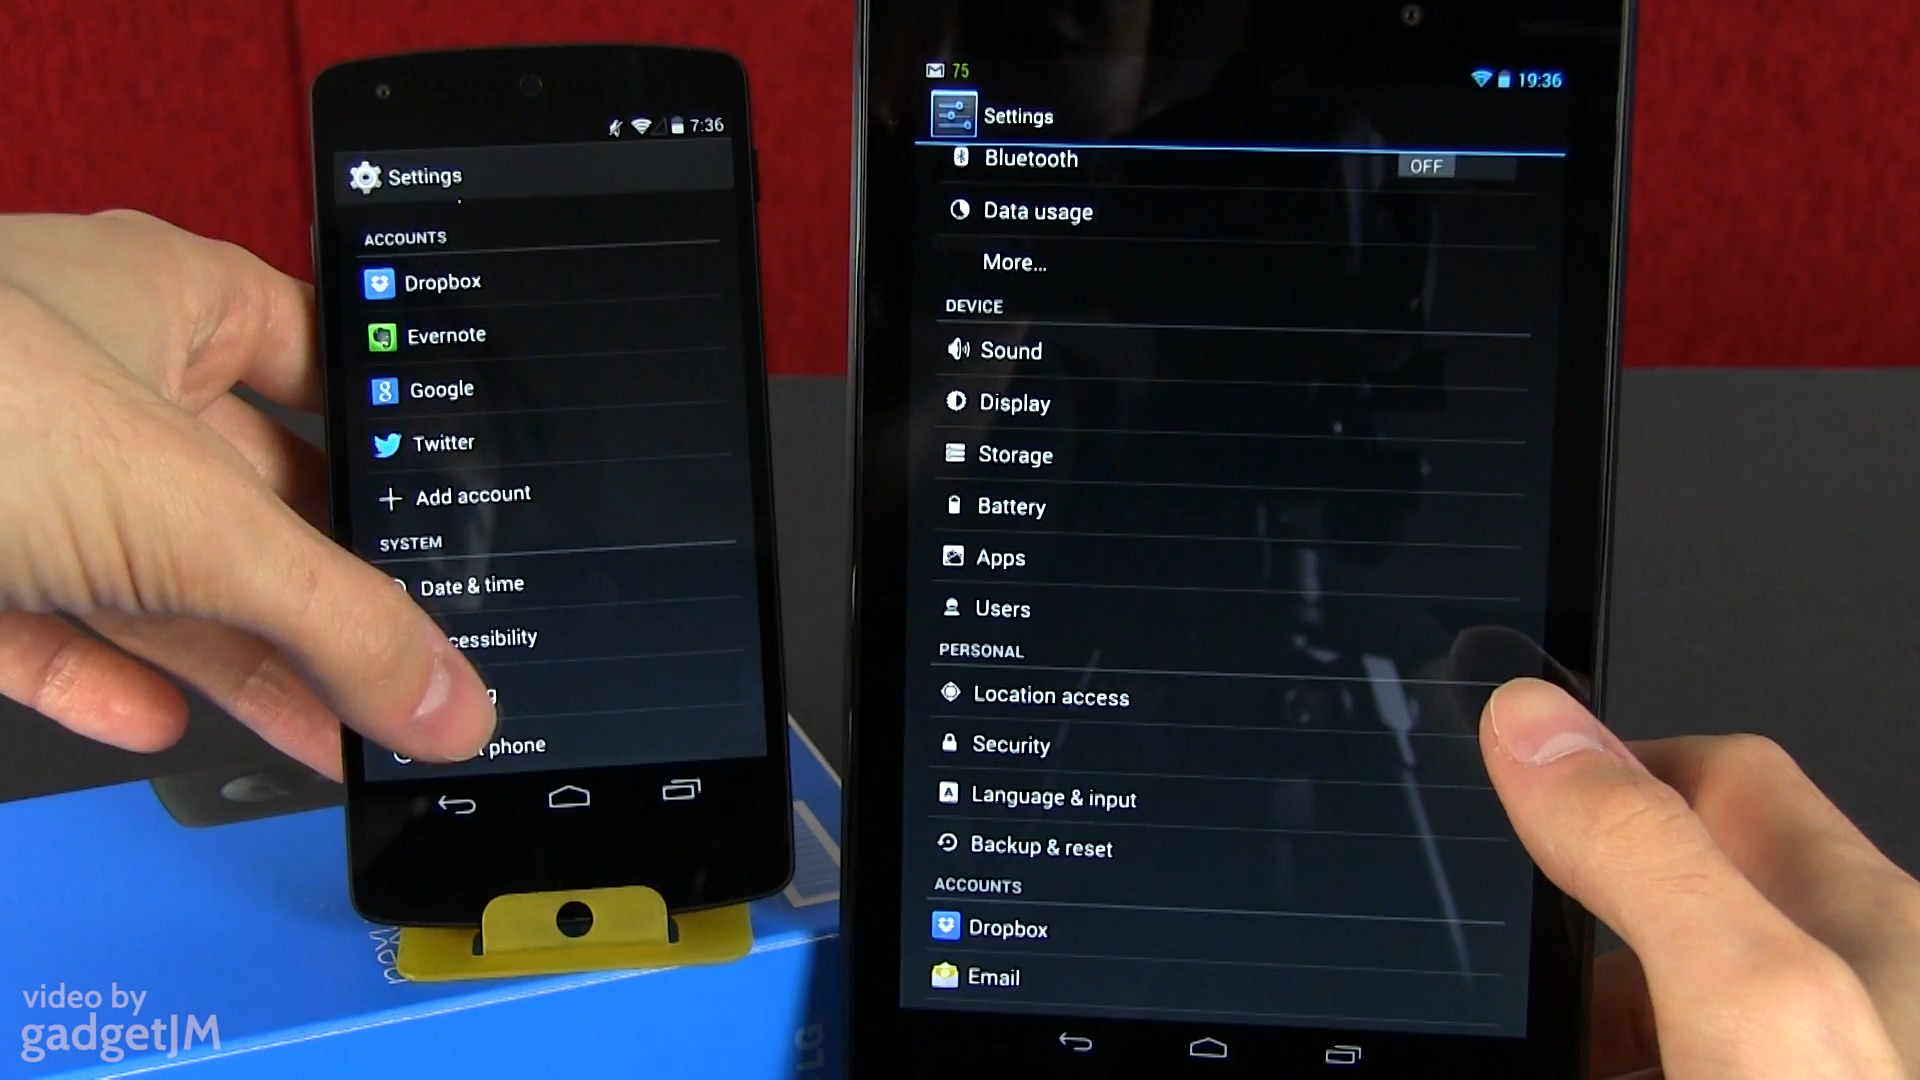 7:36
Settings
ACCOUNTS
Dropbox
Evernote
Google
Twitter
Add account
SYSTEM
Date & time
cessibility
g
t phone
75
19:36
Settings
Bluetooth
OFF
Data usage
More...
DEVICE
Sound
Display
Storage
Battery
Apps
Users
PERSONAL
Location access
Security
Language & input
Backup & reset
ACCOUNTS
Dropbox
Email
LG
video by
gadgetJM